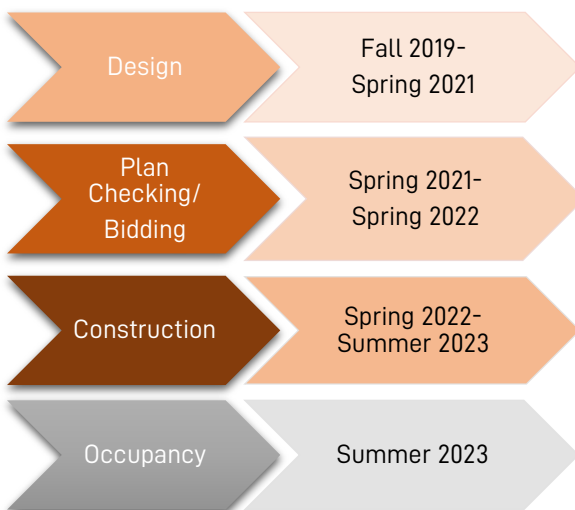 Design
Fall 2019-
Spring 2021
Plan
Checking/
Bidding
Spring 2021-
Spring 2022
Construction
Spring 2022-
Summer 2023
Occupancy
Summer 2023